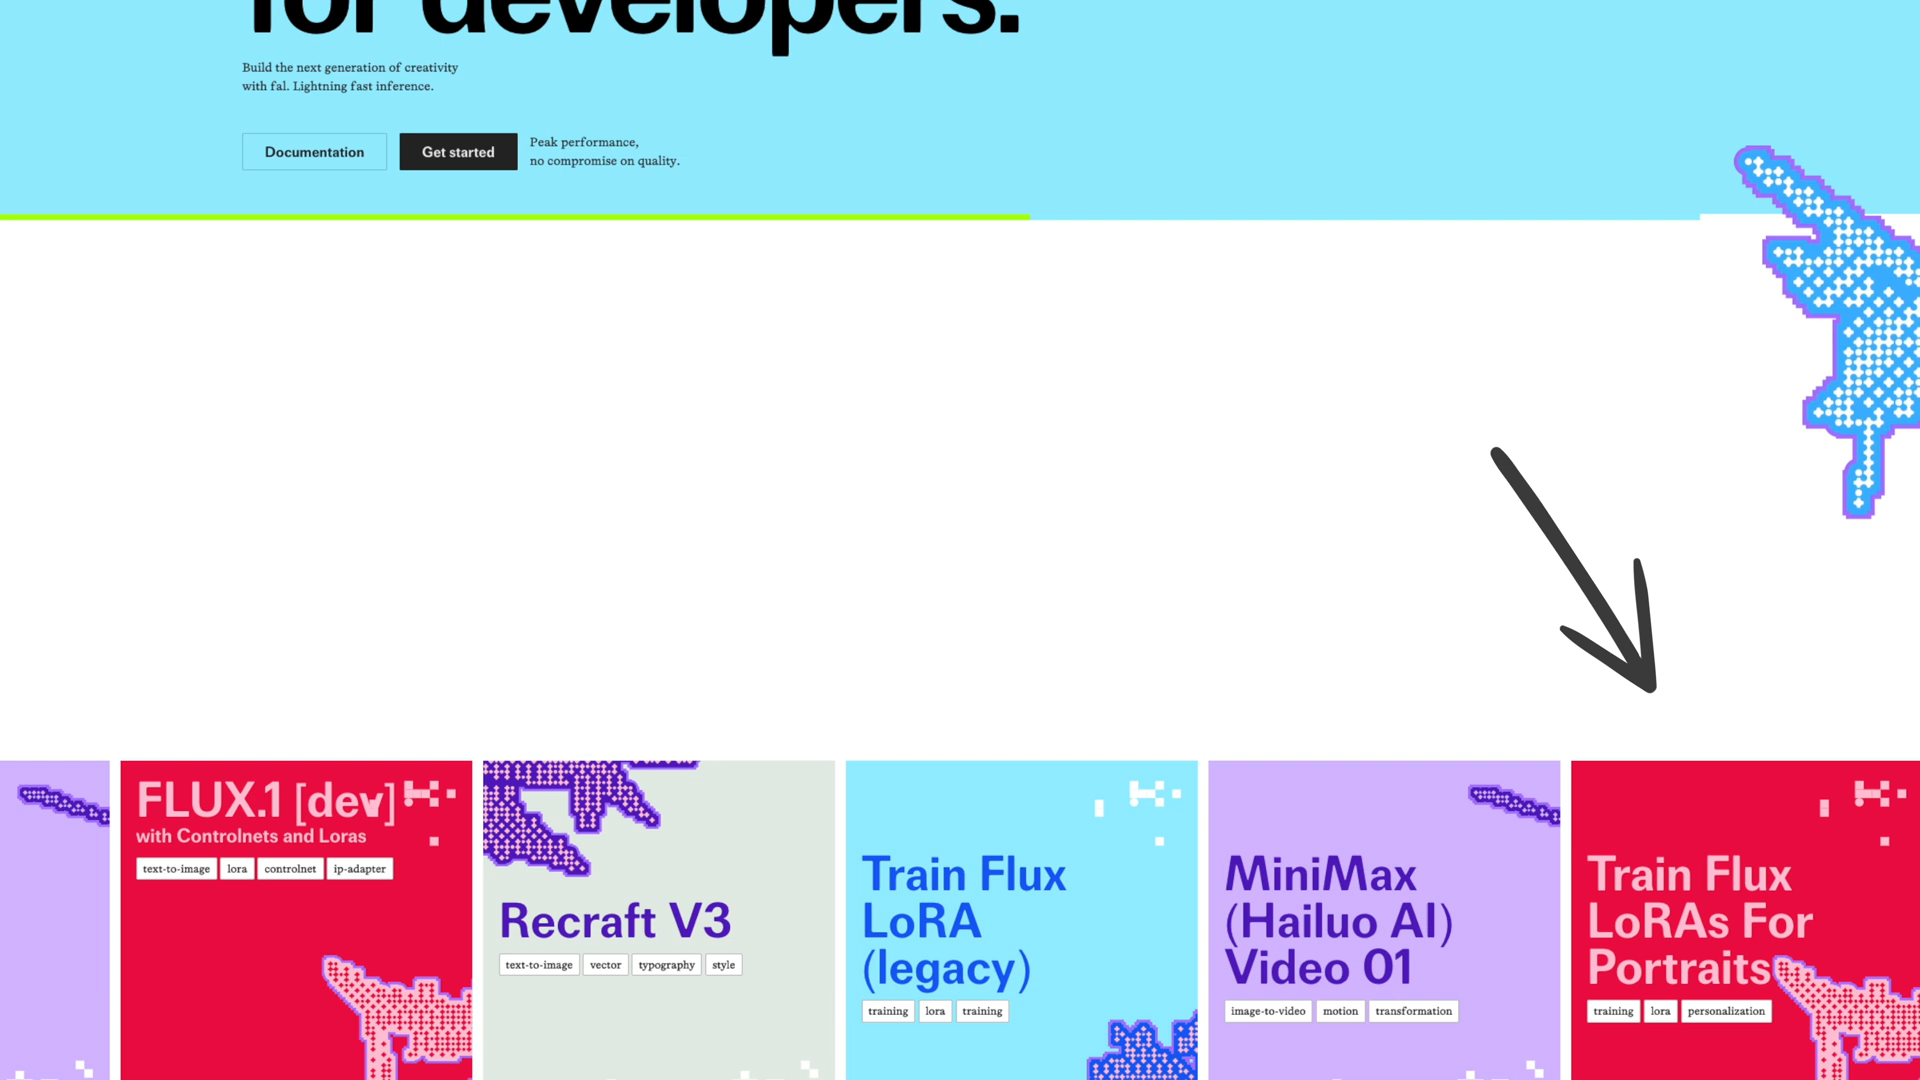 for developers.
Build the next generation of creativity
with fal. Lightning fast inference.
Documentation
Get started
Peak performance,
no compromise on quality.
FLUX.1 [dev]
with Controlnets and Loras
text-to-image
lora
controlnet
ip-adapter
Recraft V3
text-to-image
vector
typography
style
Train Flux
LoRA
(legacy)
training
lora
training
MiniMax
(Hailuo AI)
Video 01
image-to-video
motion
transformation
Train Flux
LoRAs For
Portraits
training
lora
personalization